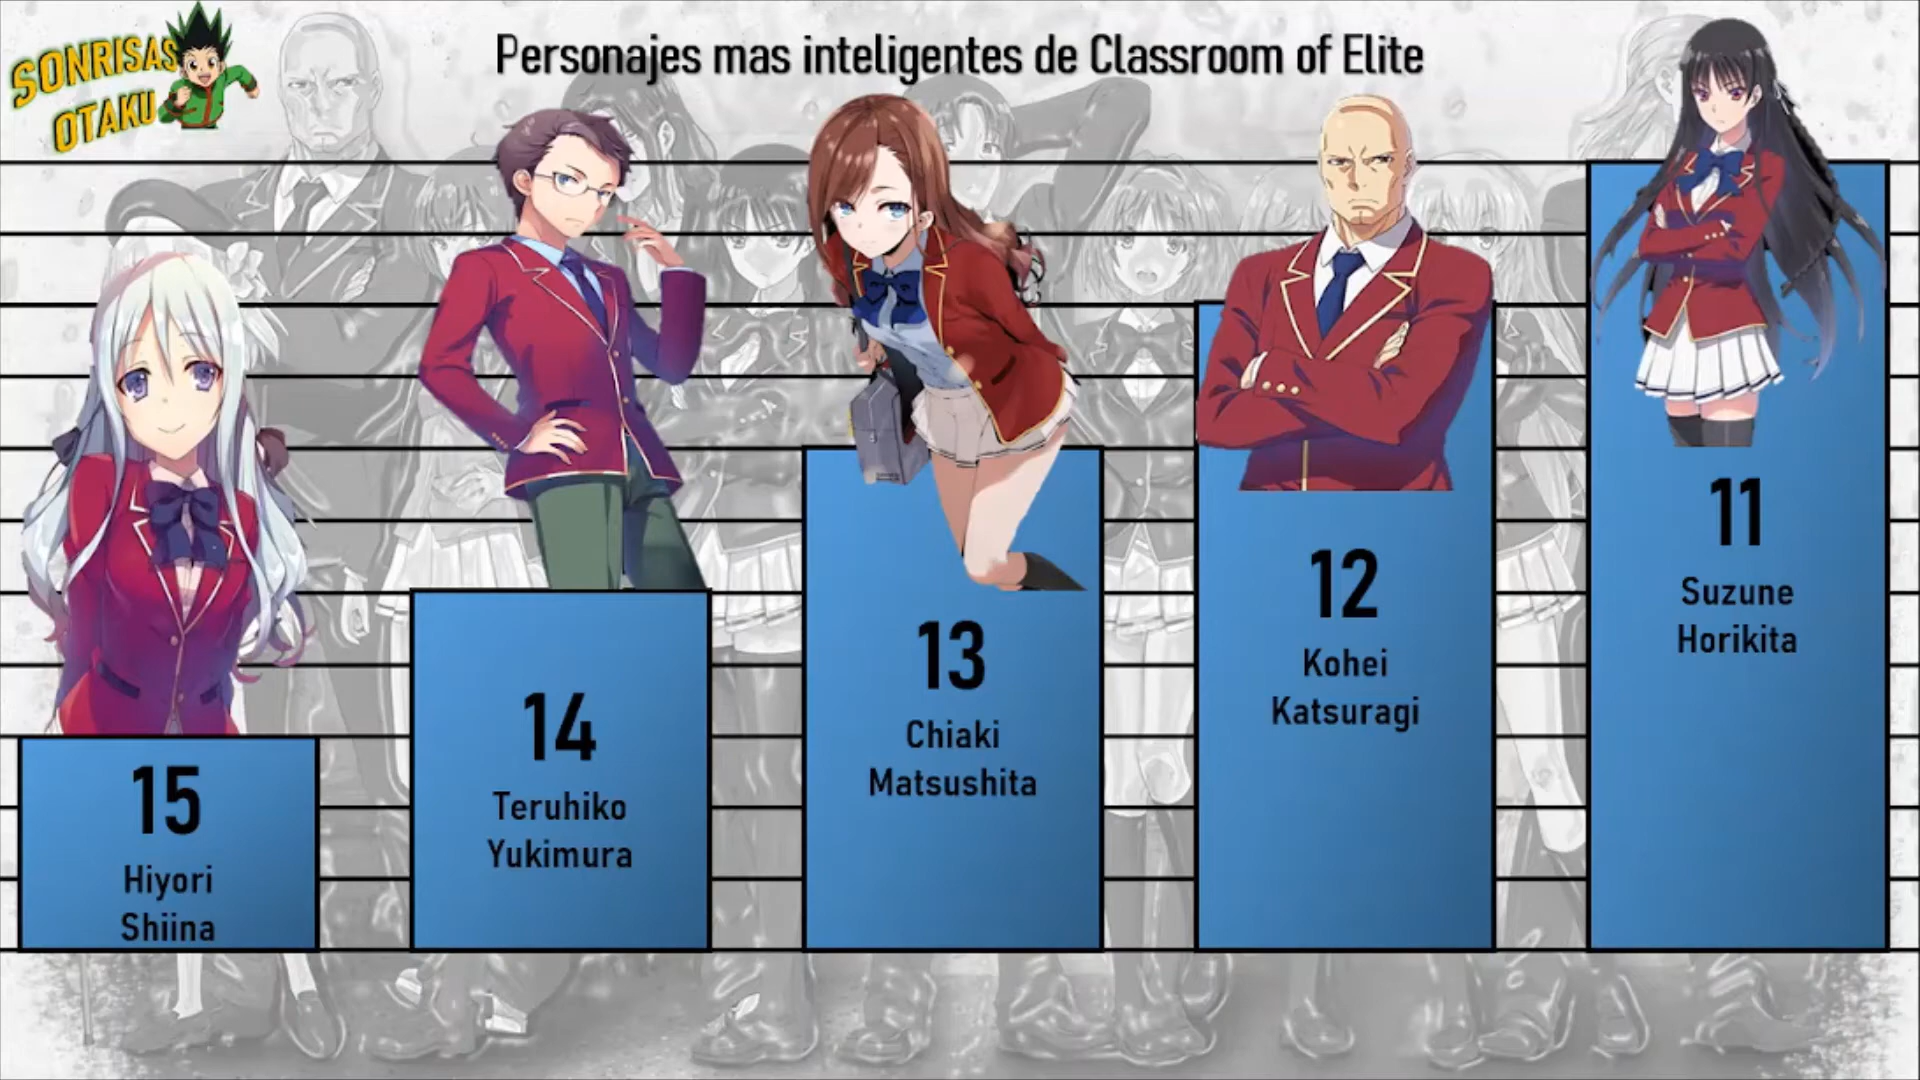 SONRISAS
OTAKU
Personajes mas inteligentes de Classroom of Elite
15
Hiyori
Shiina
14
Teruhiko
Yukimura
13
Chiaki
Matsushita
12
Kohei
Katsuragi
11
Suzune
Horikita